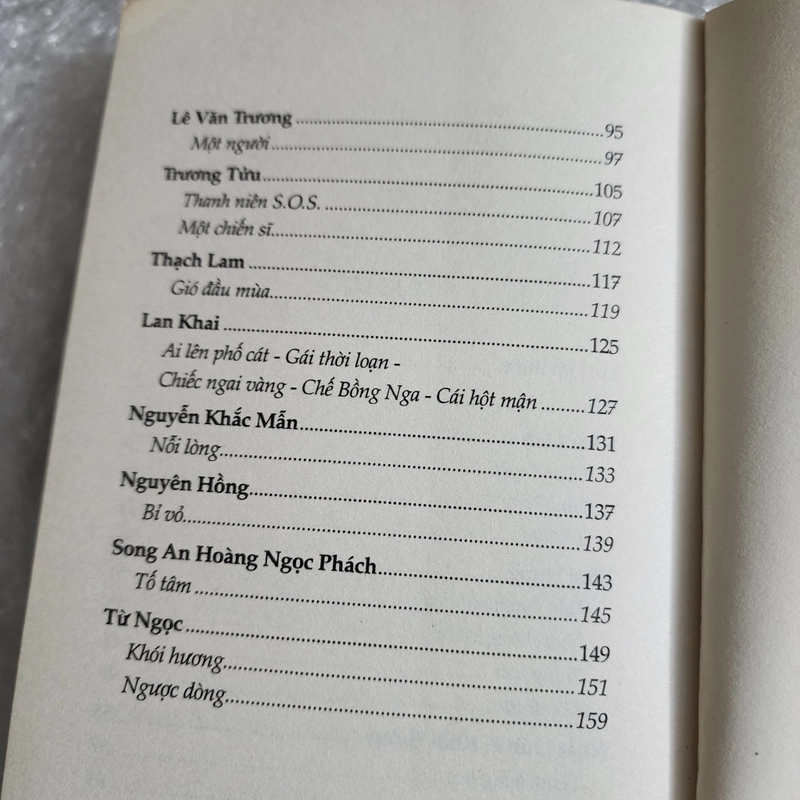 Lê Văn Trương ... 95
Một người ... 97
Trương Tửu ... 105
Thanh niên S.O.S. ... 107
Một chiến sĩ ... 112
Thạch Lam ... 117
Gió đầu mùa ... 119
Lan Khai ... 125
Ai lên phố cát - Gái thời loạn -
Chiếc ngai vàng - Chế Bồng Nga - Cái hột mận ... 127
Nguyễn Khắc Mẫn ... 131
Nỗi lòng ... 133
Nguyên Hồng ... 137
Bỉ vỏ ... 139
Song An Hoàng Ngọc Phách ... 143
Tố tâm ... 145
Từ Ngọc ... 149
Khói hương ... 151
Ngược dòng ... 159